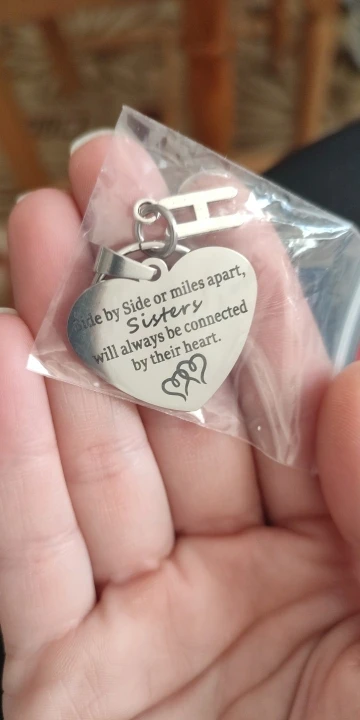 H
Side by Side or miles apart,
Sisters
will always be connected
by their heart.